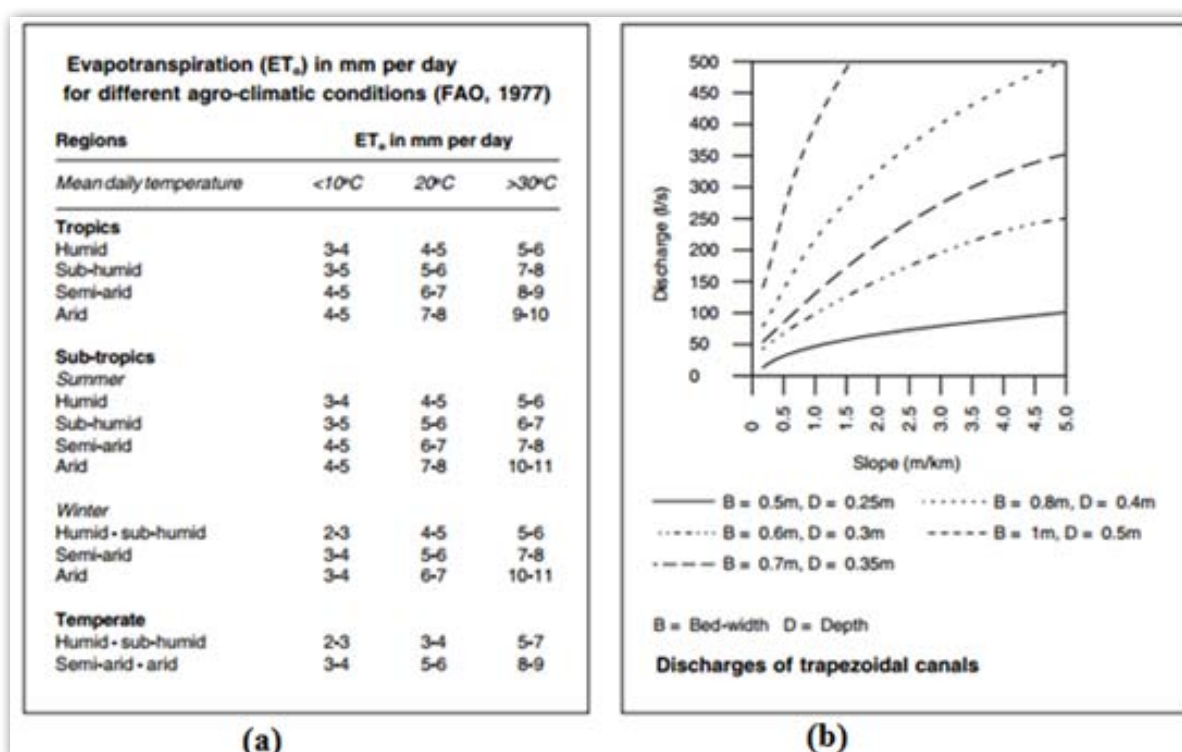 Evapotranspiration (ETo) in mm per day
for different agro-climatic conditions (FAO, 1977)
Regions ETo in mm per day
Mean daily temperature <10°C 20°C >30°C
Tropics
Humid 3-4 4-5 5-6
Sub-humid 3-5 5-6 7-8
Semi-arid 4-5 6-7 8-9
Arid 4-5 7-8 9-10
Sub-tropics
Summer
Humid 3-4 4-5 5-6
Sub-humid 3-5 5-6 6-7
Semi-arid 4-5 6-7 7-8
Arid 4-5 7-8 10-11
Winter
Humid - sub-humid 2-3 4-5 5-6
Semi-arid 3-4 5-6 7-8
Arid 3-4 6-7 10-11
Temperate
Humid - sub-humid 2-3 3-4 5-7
Semi-arid - arid 3-4 5-6 8-9
(a)
500
450
400
350
300
250
200
150
100
50
0
Discharge (l/s)
0 0.5 1.0 1.5 2.0 2.5 3.0 3.5 4.0 4.5 5.0
Slope (m/km)
B = 0.5m, D = 0.25m B = 0.8m, D = 0.4m
B = 0.6m, D = 0.3m B = 1m, D = 0.5m
B = 0.7m, D = 0.35m
B = Bed-width D = Depth
Discharges of trapezoidal canals
(b)